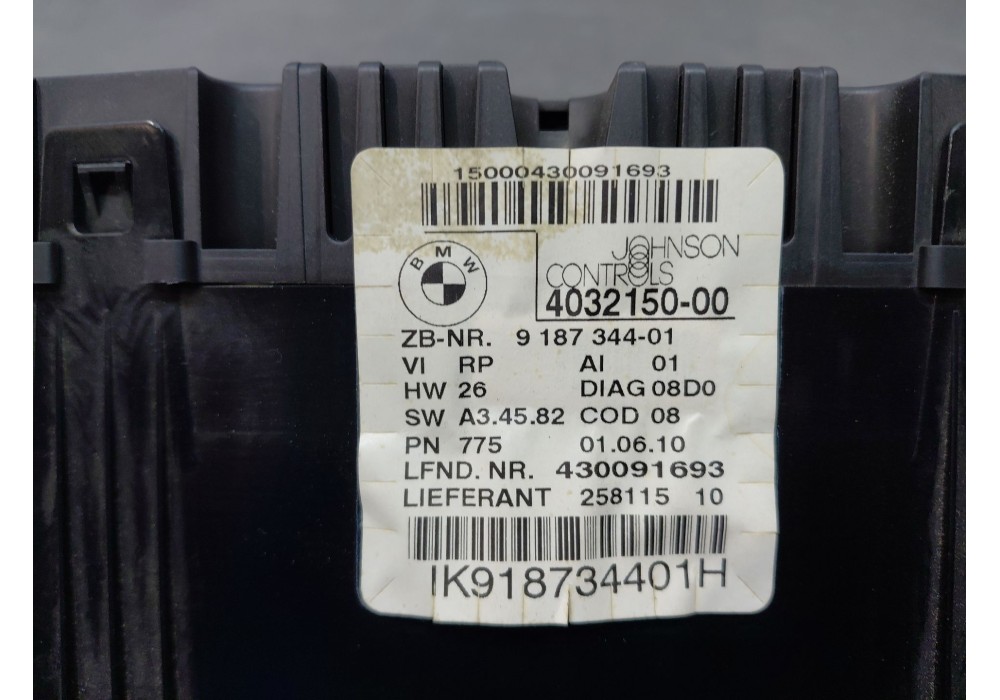 15000430091693
BMW
JOHNSON
CONTROLS
4032150-00
ZB-NR. 9 187 344-01
VI RP AI 01
HW 26 DIAG 08D0
SW A3.45.82 COD 08
PN 775 01.06.10
LFND. NR. 430091693
LIEFERANT 258115 10
IK918734401H